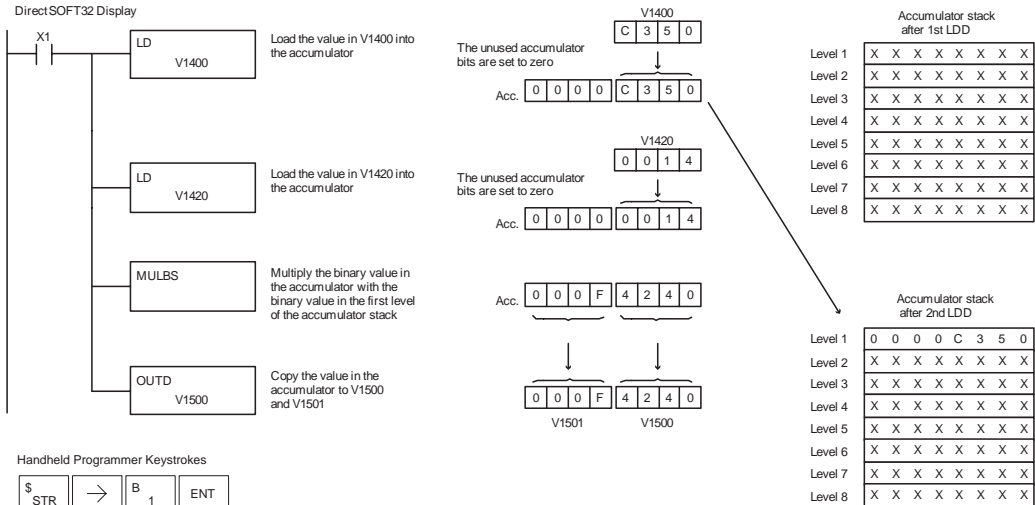 DirectSOFT32 Display
X1
LD
V1400
Load the value in V1400 into
the accumulator
LD
V1420
Load the value in V1420 into
the accumulator
MULBS
Multiply the binary value in
the accumulator with the
binary value in the first level
of the accumulator stack
OUTD
V1500
Copy the value in the
accumulator to V1500
and V1501
V1400
C 3 5 0
The unused accumulator
bits are set to zero
Acc. 0 0 0 0 C 3 5 0
V1420
0 0 1 4
The unused accumulator
bits are set to zero
Acc. 0 0 0 0 0 0 1 4
Acc. 0 0 0 F 4 2 4 0
0 0 0 F 4 2 4 0
V1501 V1500
Accumulator stack
after 1st LDD
Level 1 X X X X X X X X
Level 2 X X X X X X X X
Level 3 X X X X X X X X
Level 4 X X X X X X X X
Level 5 X X X X X X X X
Level 6 X X X X X X X X
Level 7 X X X X X X X X
Level 8 X X X X X X X X
Accumulator stack
after 2nd LDD
Level 1 0 0 0 0 C 3 5 0
Level 2 X X X X X X X X
Level 3 X X X X X X X X
Level 4 X X X X X X X X
Level 5 X X X X X X X X
Level 6 X X X X X X X X
Level 7 X X X X X X X X
Level 8 X X X X X X X X
Handheld Programmer Keystrokes
$ STR → B 1 ENT